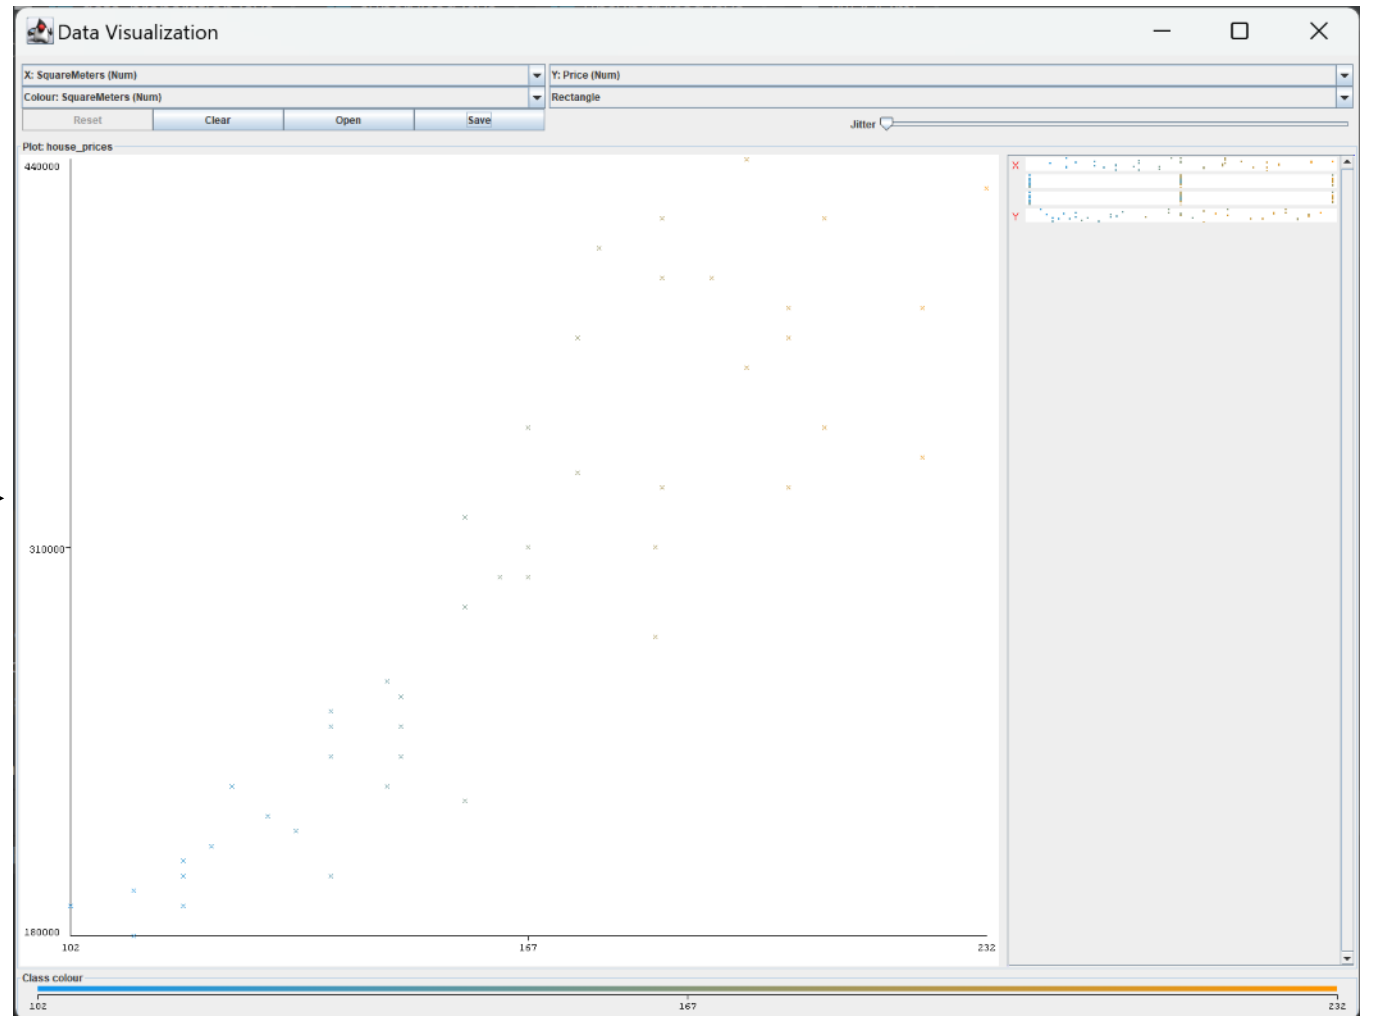 Data Visualization
X: SquareMeters (Num)
Y: Price (Num)
Colour: SquareMeters (Num)
Rectangle
Reset
Clear
Open
Save
Jitter
Plot: house_prices
440000
310000
180000
102
167
232
X
Y
Class colour
102
167
232